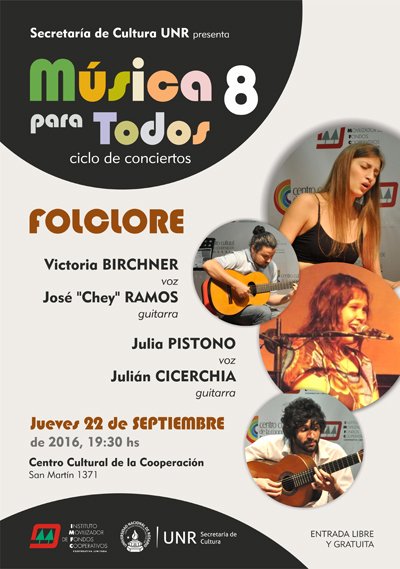 Secretaría de Cultura UNR presenta
Música 8
para Todos
ciclo de conciertos
FOLCLORE
Victoria BIRCHNER
voz
José "Chey" RAMOS
guitarra
Julia PISTONO
voz
Julián CICERCHIA
guitarra
Jueves 22 de SEPTIEMBRE
de 2016, 19:30 hs
Centro Cultural de la Cooperación
San Martín 1371
INSTITUTO
MOVILIZADOR
DE FONDOS
COOPERATIVOS
COOPERATIVA LIMITADA
UNR
Secretaría de
Cultura
ENTRADA LIBRE
Y GRATUITA